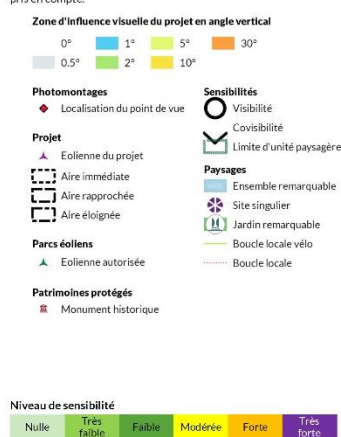 pris en compte.
Zone d'Influence visuelle du projet en angle vertical
0° 1° 5° 30°
0.5° 2° 10°
Photomontages
Localisation du point de vue
Projet
Eolienne du projet
Aire immédiate
Aire rapprochée
Aire éloignée
Parcs éoliens
Eolienne autorisée
Patrimoines protégés
Monument historique
Sensibilités
Visibilité
Covisibilité
Limite d'unité paysagère
Paysages
Ensemble remarquable
Site singulier
Jardin remarquable
Boucle locale vélo
Boucle locale
Niveau de sensibilité
Nulle Très faible Faible Modérée Forte Très forte